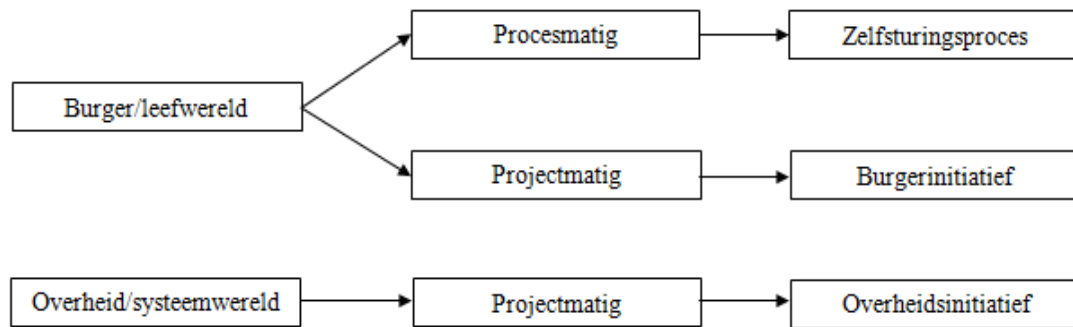 Procesmatig
Zelfsturingsproces
Burger/leefwereld
Projectmatig
Burgerinitiatief
Overheid/systeemwereld
Projectmatig
Overheidsinitiatief